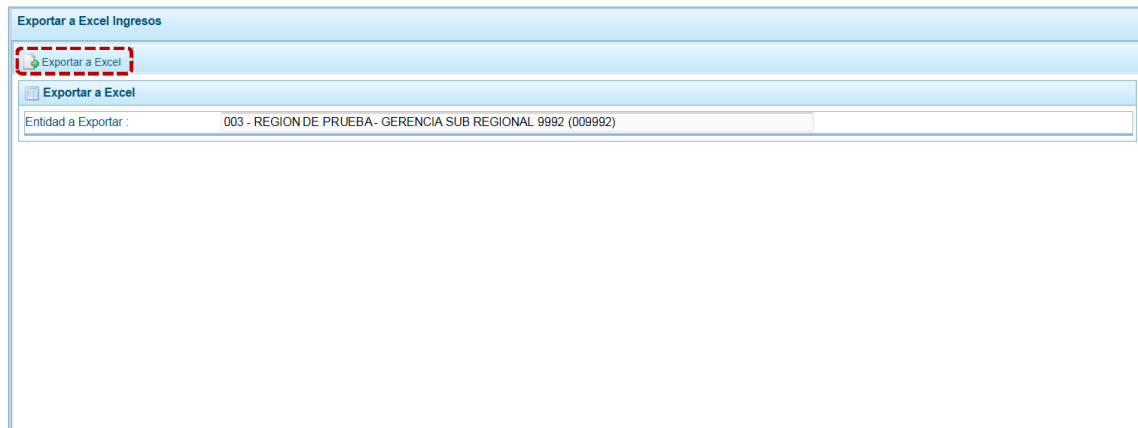 Exportar a Excel Ingresos
Exportar a Excel
Exportar a Excel
Entidad a Exportar : 003 - REGION DE PRUEBA - GERENCIA SUB REGIONAL 9992 (009992)